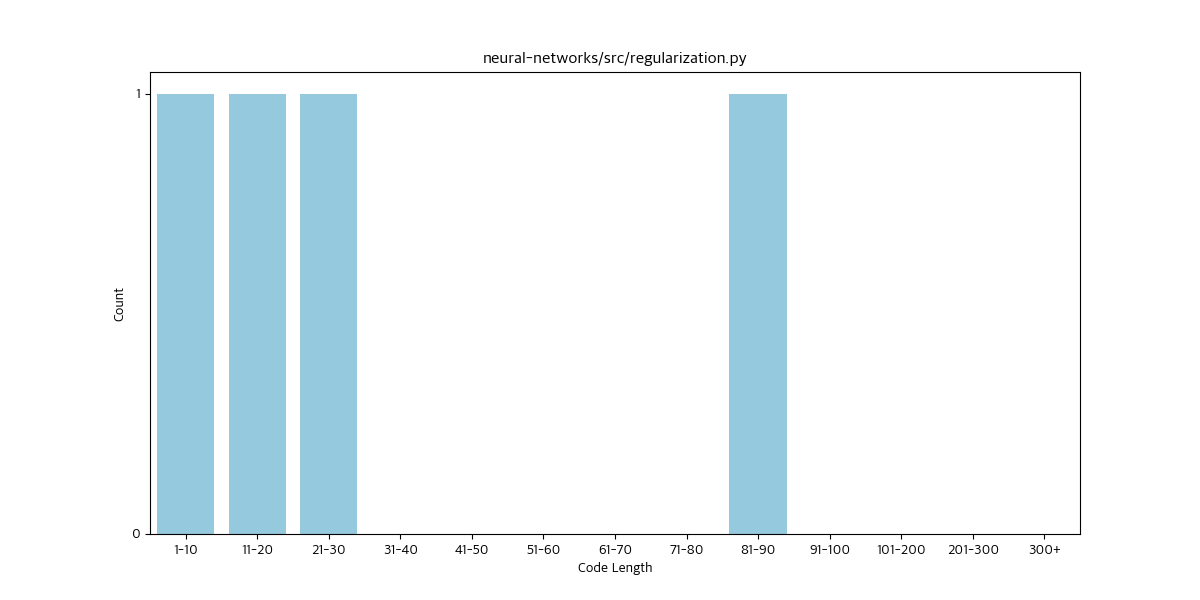 neural-networks/src/regularization.py
1
Count
0
1-10 11-20 21-30 31-40 41-50 51-60 61-70 71-80 81-90 91-100 101-200 201-300 300+
Code Length